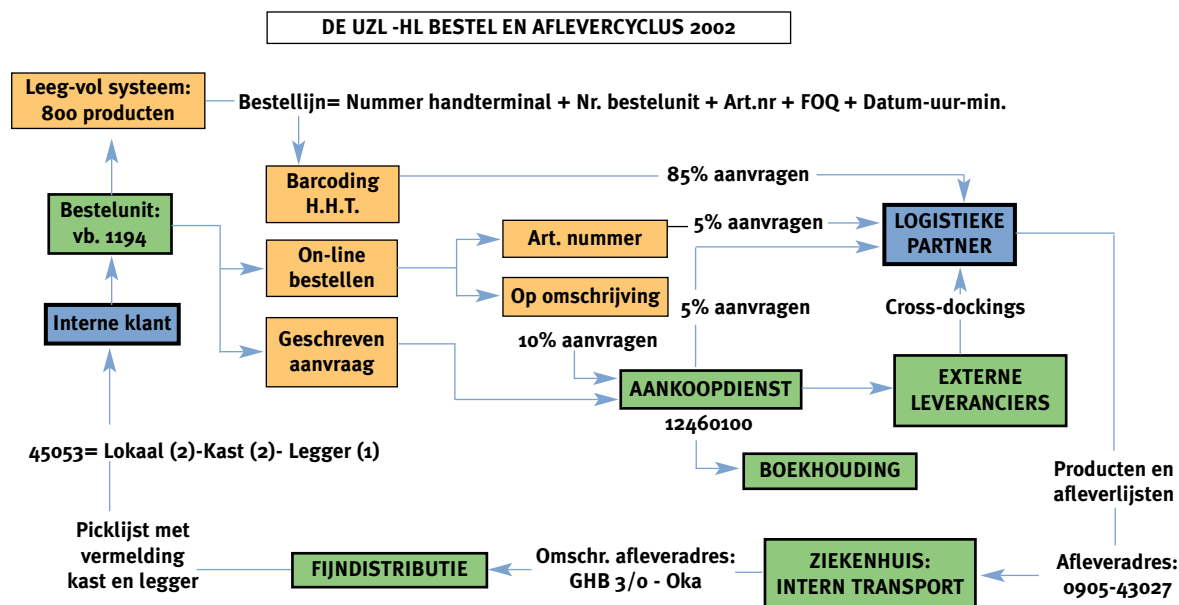 DE UZL -HL BESTEL EN AFLEVERCYCLUS 2002
Leeg-vol systeem:
800 producten
Bestellijn= Nummer handterminal + Nr. bestelunit + Art.nr + FOQ + Datum-uur-min.
Barcoding
H.H.T.
85% aanvragen
Bestelunit:
vb. 1194
On-line
bestellen
Art. nummer
5% aanvragen
LOGISTIEKE
PARTNER
Op omschrijving
5% aanvragen
Cross-dockings
Interne klant
Geschreven
aanvraag
10% aanvragen
AANKOOPDIENST
12460100
EXTERNE
LEVERANCIERS
45053= Lokaal (2)-Kast (2)- Legger (1)
BOEKHOUDING
Producten en
afleverlijsten
Picklijst met
vermelding
kast en legger
FIJNDISTRIBUTIE
Omschr. afleveradres:
GHB 3/0 - Oka
ZIEKENHUIS:
INTERN TRANSPORT
Afleveradres:
0905-43027